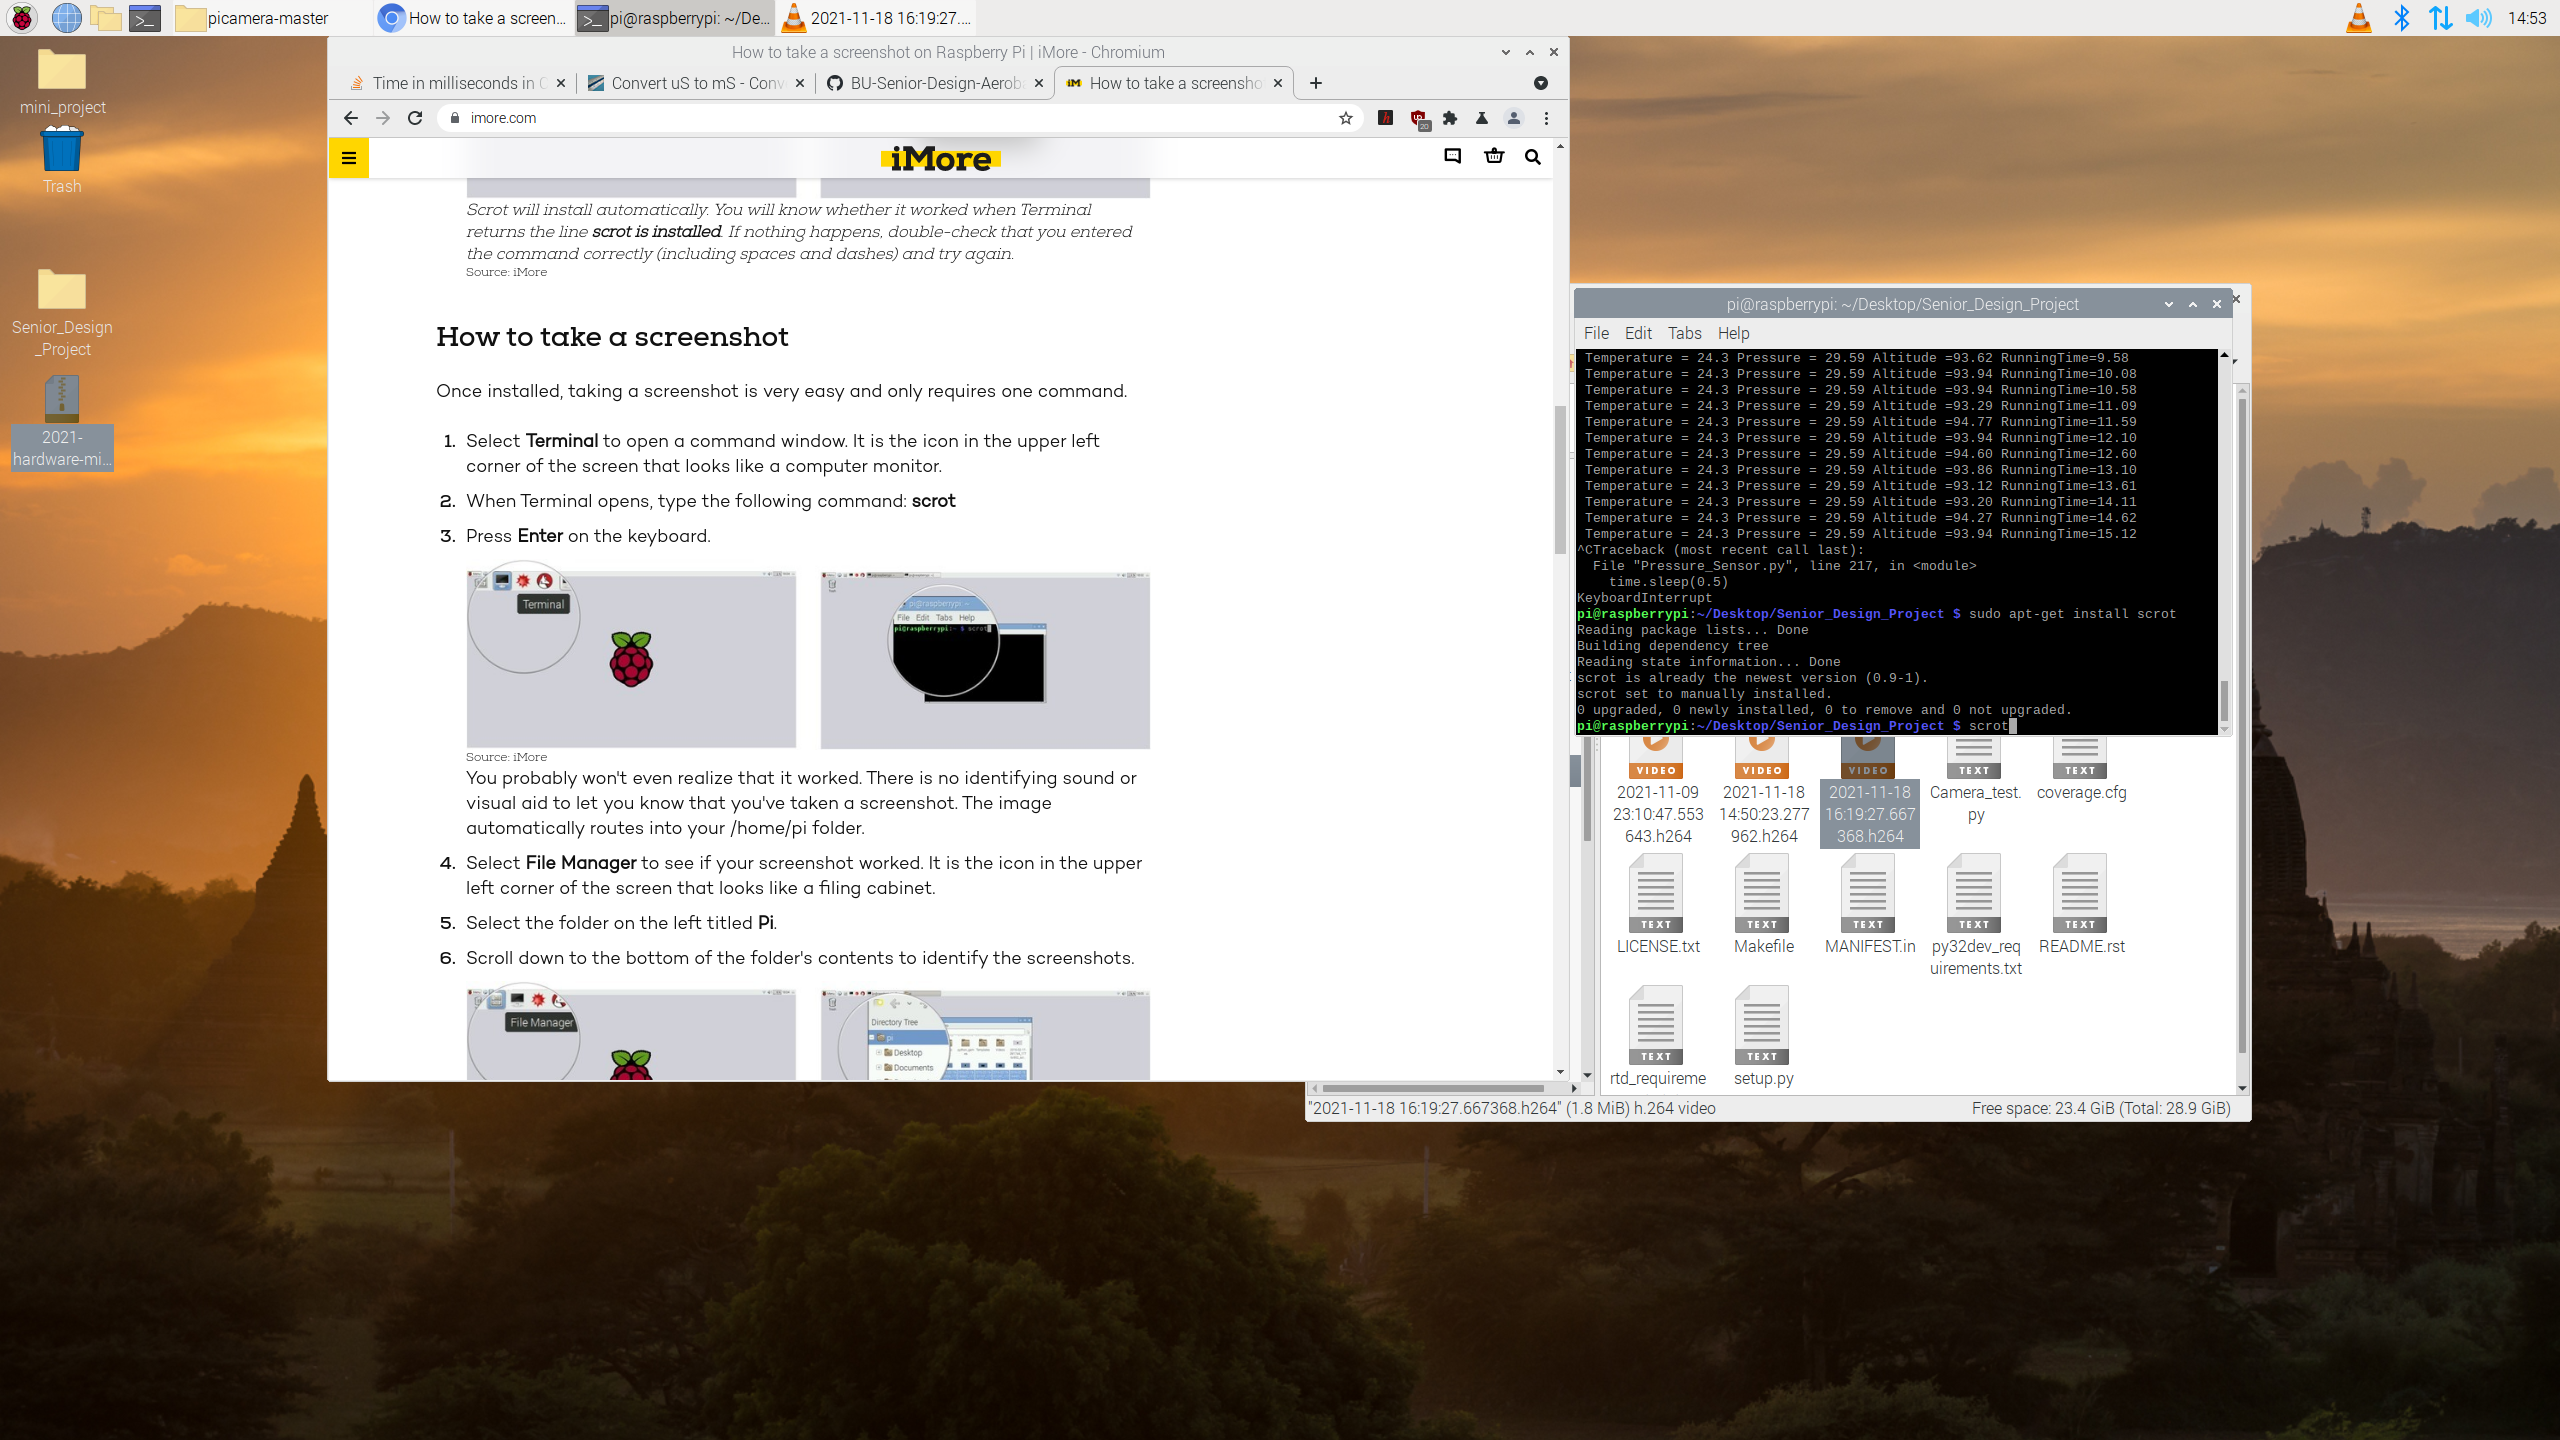 picamera-master
How to take a screen...
pi@raspberrypi: ~/De...
2021-11-18 16:19:27....
14:53
mini_project
Trash
Senior_Design
_Project
2021-
hardware-mi...
How to take a screenshot on Raspberry Pi | iMore - Chromium
Time in milliseconds in C
Convert uS to mS - Conv
BU-Senior-Design-Aeroba
How to take a screensho
imore.com
20
iMore
Scrot will install automatically. You will know whether it worked when Terminal
returns the line scrot is installed. If nothing happens, double-check that you entered
the command correctly (including spaces and dashes) and try again.
Source: iMore
How to take a screenshot
Once installed, taking a screenshot is very easy and only requires one command.
1. Select Terminal to open a command window. It is the icon in the upper left
corner of the screen that looks like a computer monitor.
2. When Terminal opens, type the following command: scrot
3. Press Enter on the keyboard.
Terminal
pi@raspberrypi: ~
File Edit Tabs Help
pi@raspberrypi:~ $ scrot
Source: iMore
You probably won't even realize that it worked. There is no identifying sound or
visual aid to let you know that you've taken a screenshot. The image
automatically routes into your /home/pi folder.
4. Select File Manager to see if your screenshot worked. It is the icon in the upper
left corner of the screen that looks like a filing cabinet.
5. Select the folder on the left titled Pi.
6. Scroll down to the bottom of the folder's contents to identify the screenshots.
File Manager
Directory Tree
pi
Desktop
Documents
pi@raspberrypi: ~/Desktop/Senior_Design_Project
File Edit Tabs Help
Temperature = 24.3 Pressure = 29.59 Altitude =93.62 RunningTime=9.58
Temperature = 24.3 Pressure = 29.59 Altitude =93.94 RunningTime=10.08
Temperature = 24.3 Pressure = 29.59 Altitude =93.94 RunningTime=10.58
Temperature = 24.3 Pressure = 29.59 Altitude =93.29 RunningTime=11.09
Temperature = 24.3 Pressure = 29.59 Altitude =94.77 RunningTime=11.59
Temperature = 24.3 Pressure = 29.59 Altitude =93.94 RunningTime=12.10
Temperature = 24.3 Pressure = 29.59 Altitude =94.60 RunningTime=12.60
Temperature = 24.3 Pressure = 29.59 Altitude =93.86 RunningTime=13.10
Temperature = 24.3 Pressure = 29.59 Altitude =93.12 RunningTime=13.61
Temperature = 24.3 Pressure = 29.59 Altitude =93.20 RunningTime=14.11
Temperature = 24.3 Pressure = 29.59 Altitude =94.27 RunningTime=14.62
Temperature = 24.3 Pressure = 29.59 Altitude =93.94 RunningTime=15.12
^CTraceback (most recent call last):
File "Pressure_Sensor.py", line 217, in <module>
time.sleep(0.5)
KeyboardInterrupt
pi@raspberrypi:~/Desktop/Senior_Design_Project $ sudo apt-get install scrot
Reading package lists... Done
Building dependency tree
Reading state information... Done
scrot is already the newest version (0.9-1).
scrot set to manually installed.
0 upgraded, 0 newly installed, 0 to remove and 0 not upgraded.
pi@raspberrypi:~/Desktop/Senior_Design_Project $ scrot
VIDEO VIDEO VIDEO TEXT TEXT
2021-11-09
23:10:47.553
643.h264
2021-11-18
14:50:23.277
962.h264
2021-11-18
16:19:27.667
368.h264
Camera_test.
py
coverage.cfg
TEXT TEXT TEXT TEXT TEXT
LICENSE.txt
Makefile
MANIFEST.in
py32dev_req
uirements.txt
README.rst
TEXT TEXT
rtd_requireme
setup.py
"2021-11-18 16:19:27.667368.h264" (1.8 MiB) h.264 video
Free space: 23.4 GiB (Total: 28.9 GiB)